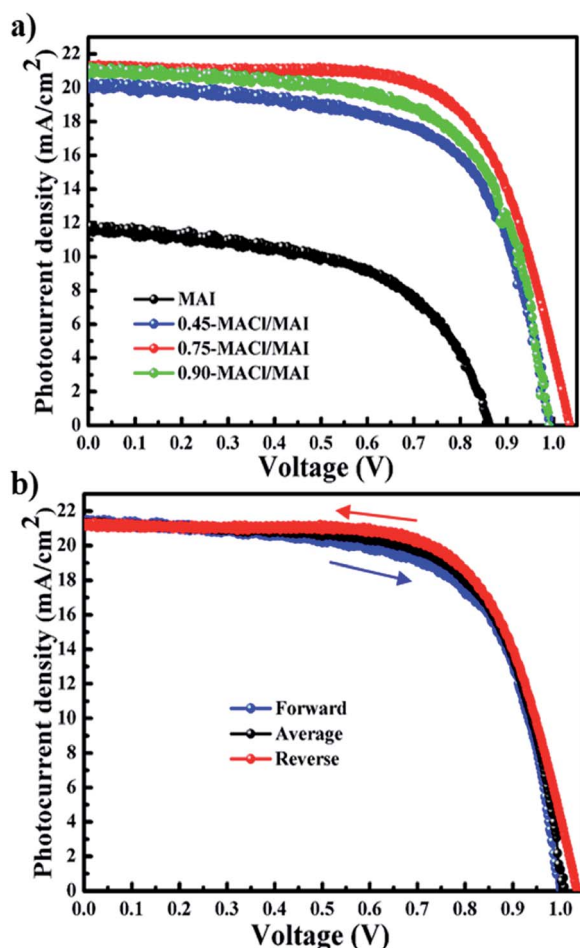 a)
Photocurrent density (mA/cm²)
22
20
18
16
14
12
10
8
6
4
2
0
MAI
0.45-MACl/MAI
0.75-MACl/MAI
0.90-MACl/MAI
0.0 0.1 0.2 0.3 0.4 0.5 0.6 0.7 0.8 0.9 1.0
Voltage (V)
b)
Photocurrent density (mA/cm²)
22
20
18
16
14
12
10
8
6
4
2
0
Forward
Average
Reverse
0.0 0.1 0.2 0.3 0.4 0.5 0.6 0.7 0.8 0.9 1.0
Voltage (V)